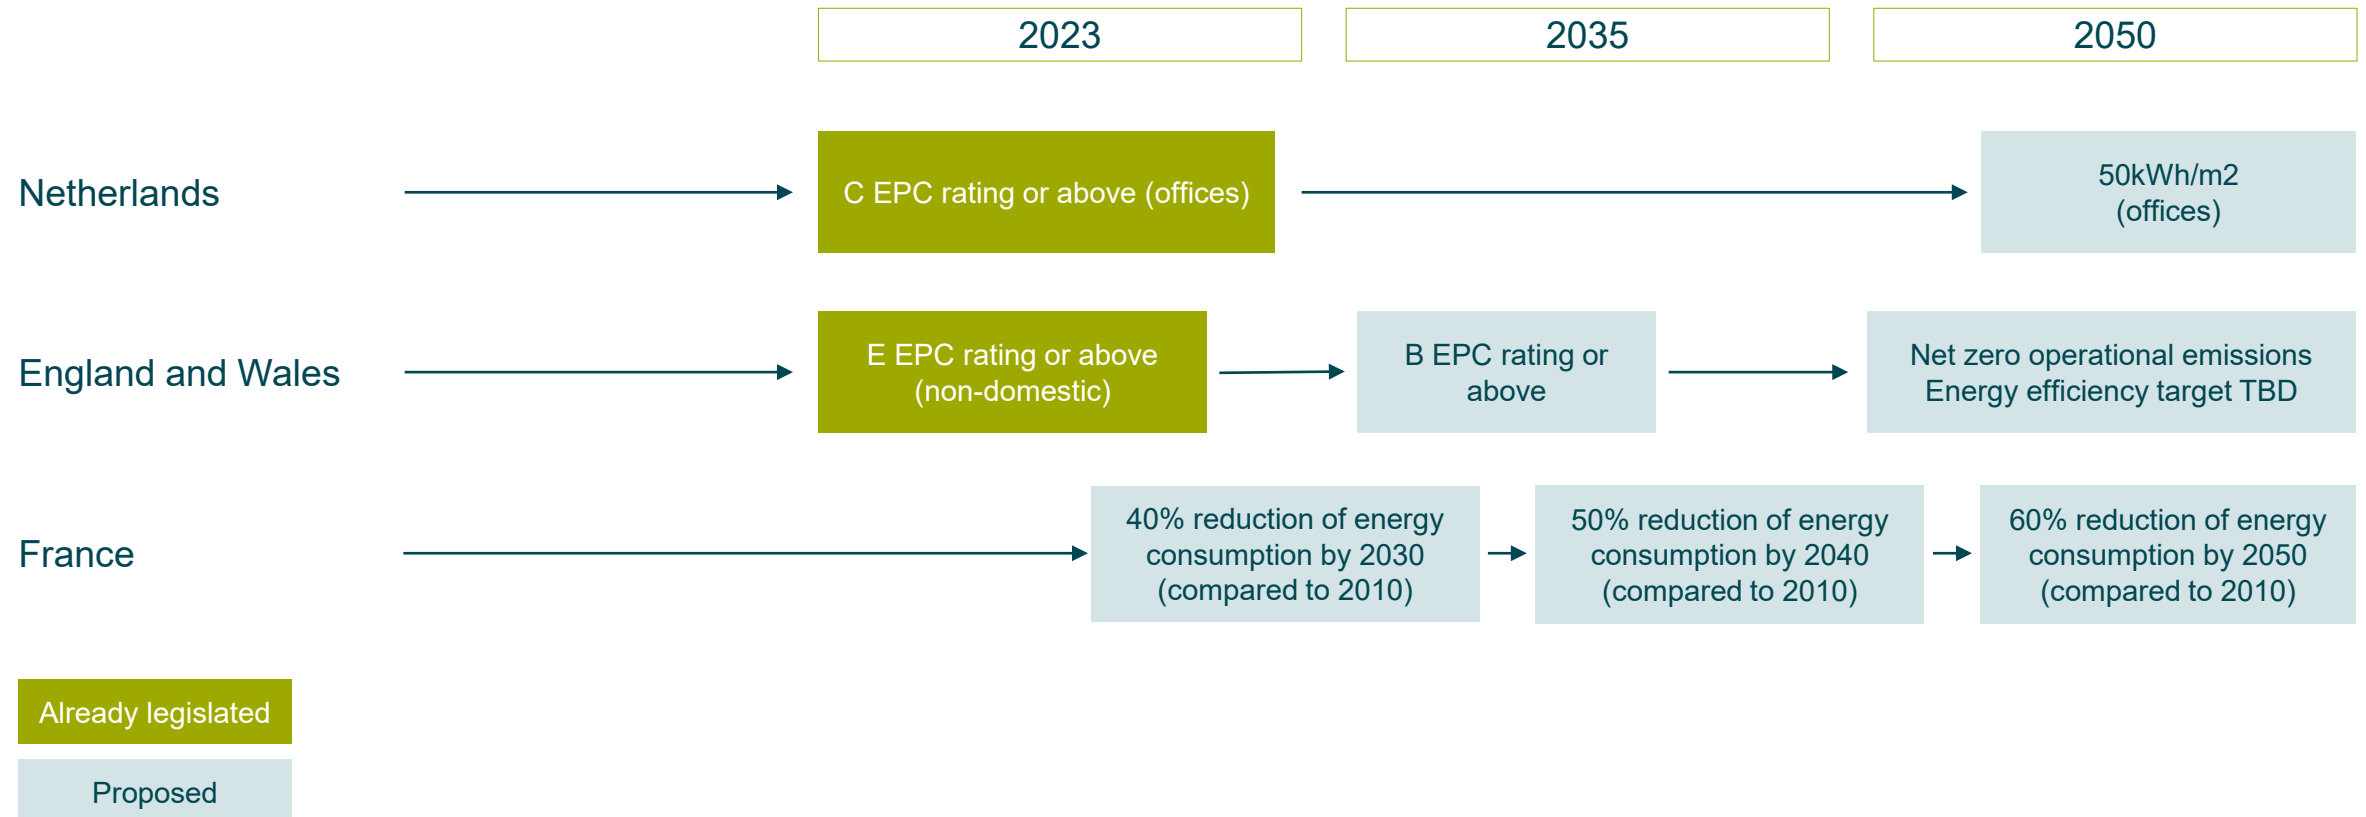 2023
2035
2050
Netherlands
C EPC rating or above (offices)
50kWh/m2
(offices)
England and Wales
E EPC rating or above
(non-domestic)
B EPC rating or
above
Net zero operational emissions
Energy efficiency target TBD
France
40% reduction of energy
consumption by 2030
(compared to 2010)
50% reduction of energy
consumption by 2040
(compared to 2010)
60% reduction of energy
consumption by 2050
(compared to 2010)
Already legislated
Proposed